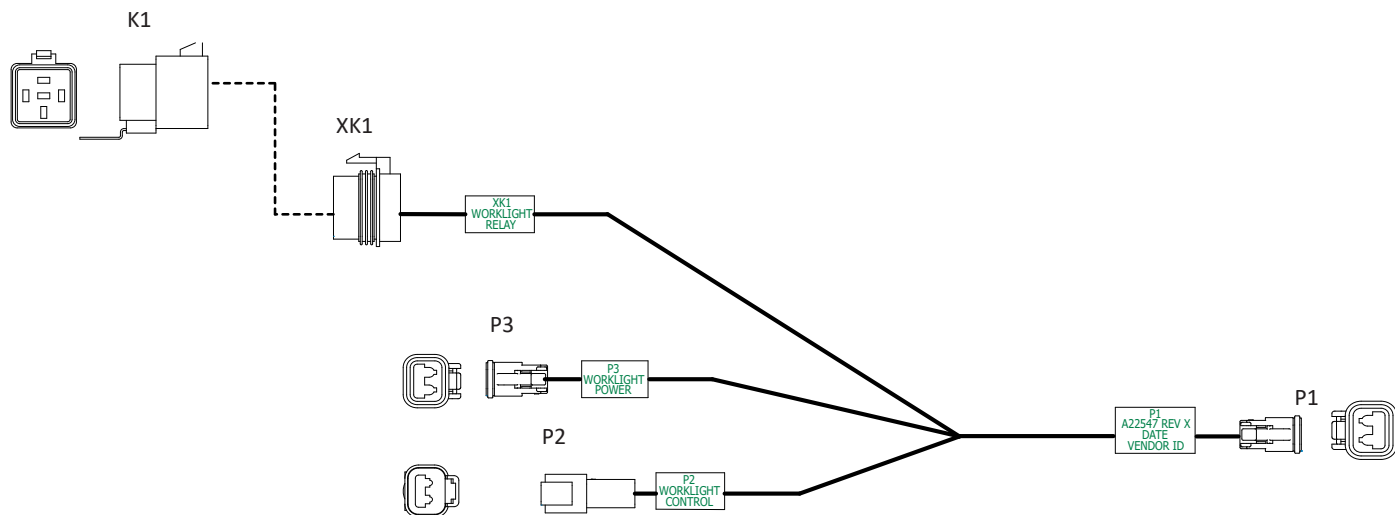 K1
XK1
XK1
WORKLIGHT
RELAY
P3
P3
WORKLIGHT
POWER
P2
P2
WORKLIGHT
CONTROL
P1
P1
A22547 REV X
DATE
VENDOR ID